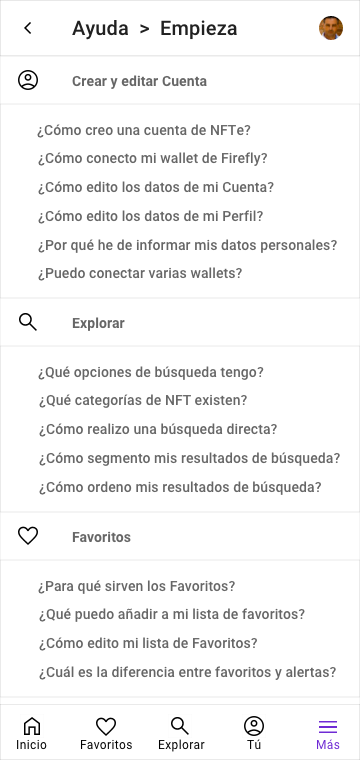 Ayuda > Empieza
Crear y editar Cuenta
¿Cómo creo una cuenta de NFTe?
¿Cómo conecto mi wallet de Firefly?
¿Cómo edito los datos de mi Cuenta?
¿Cómo edito los datos de mi Perfil?
¿Por qué he de informar mis datos personales?
¿Puedo conectar varias wallets?
Explorar
¿Qué opciones de búsqueda tengo?
¿Qué categorías de NFT existen?
¿Cómo realizo una búsqueda directa?
¿Cómo segmento mis resultados de búsqueda?
¿Cómo ordeno mis resultados de búsqueda?
Favoritos
¿Para qué sirven los Favoritos?
¿Qué puedo añadir a mi lista de favoritos?
¿Cómo edito mi lista de Favoritos?
¿Cuál es la diferencia entre favoritos y alertas?
Inicio Favoritos Explorar Tú Más